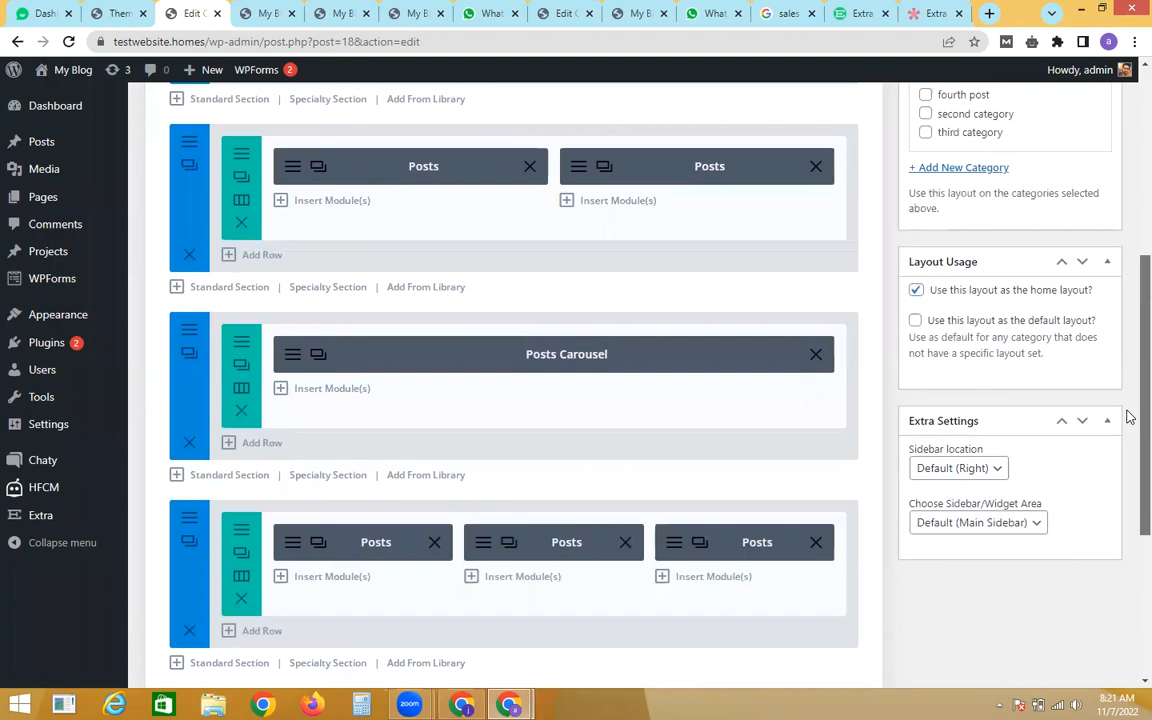 Dash
Them
Edit C
My Bl
My Bl
My Bl
What
Edit C
My Bl
What
sales
Extra
Extra
testwebsite.homes/wp-admin/post.php?post=18&action=edit
My Blog 3 0 New WPForms 2 Howdy, admin
Dashboard
Posts
Media
Pages
Comments
Projects
WPForms
Appearance
Plugins 2
Users
Tools
Settings
Chaty
HFCM
Extra
Collapse menu
Standard Section | Specialty Section | Add From Library
Posts Posts
Insert Module(s) Insert Module(s)
Add Row
Standard Section | Specialty Section | Add From Library
Posts Carousel
Insert Module(s)
Add Row
Standard Section | Specialty Section | Add From Library
Posts Posts Posts
Insert Module(s) Insert Module(s) Insert Module(s)
Add Row
Standard Section | Specialty Section | Add From Library
fourth post
second category
third category
+ Add New Category
Use this layout on the categories selected
above.
Layout Usage
Use this layout as the home layout?
Use this layout as the default layout?
Use as default for any category that does
not have a specific layout set.
Extra Settings
Sidebar location
Default (Right)
Choose Sidebar/Widget Area
Default (Main Sidebar)
zoom
8:21 AM
11/7/2022